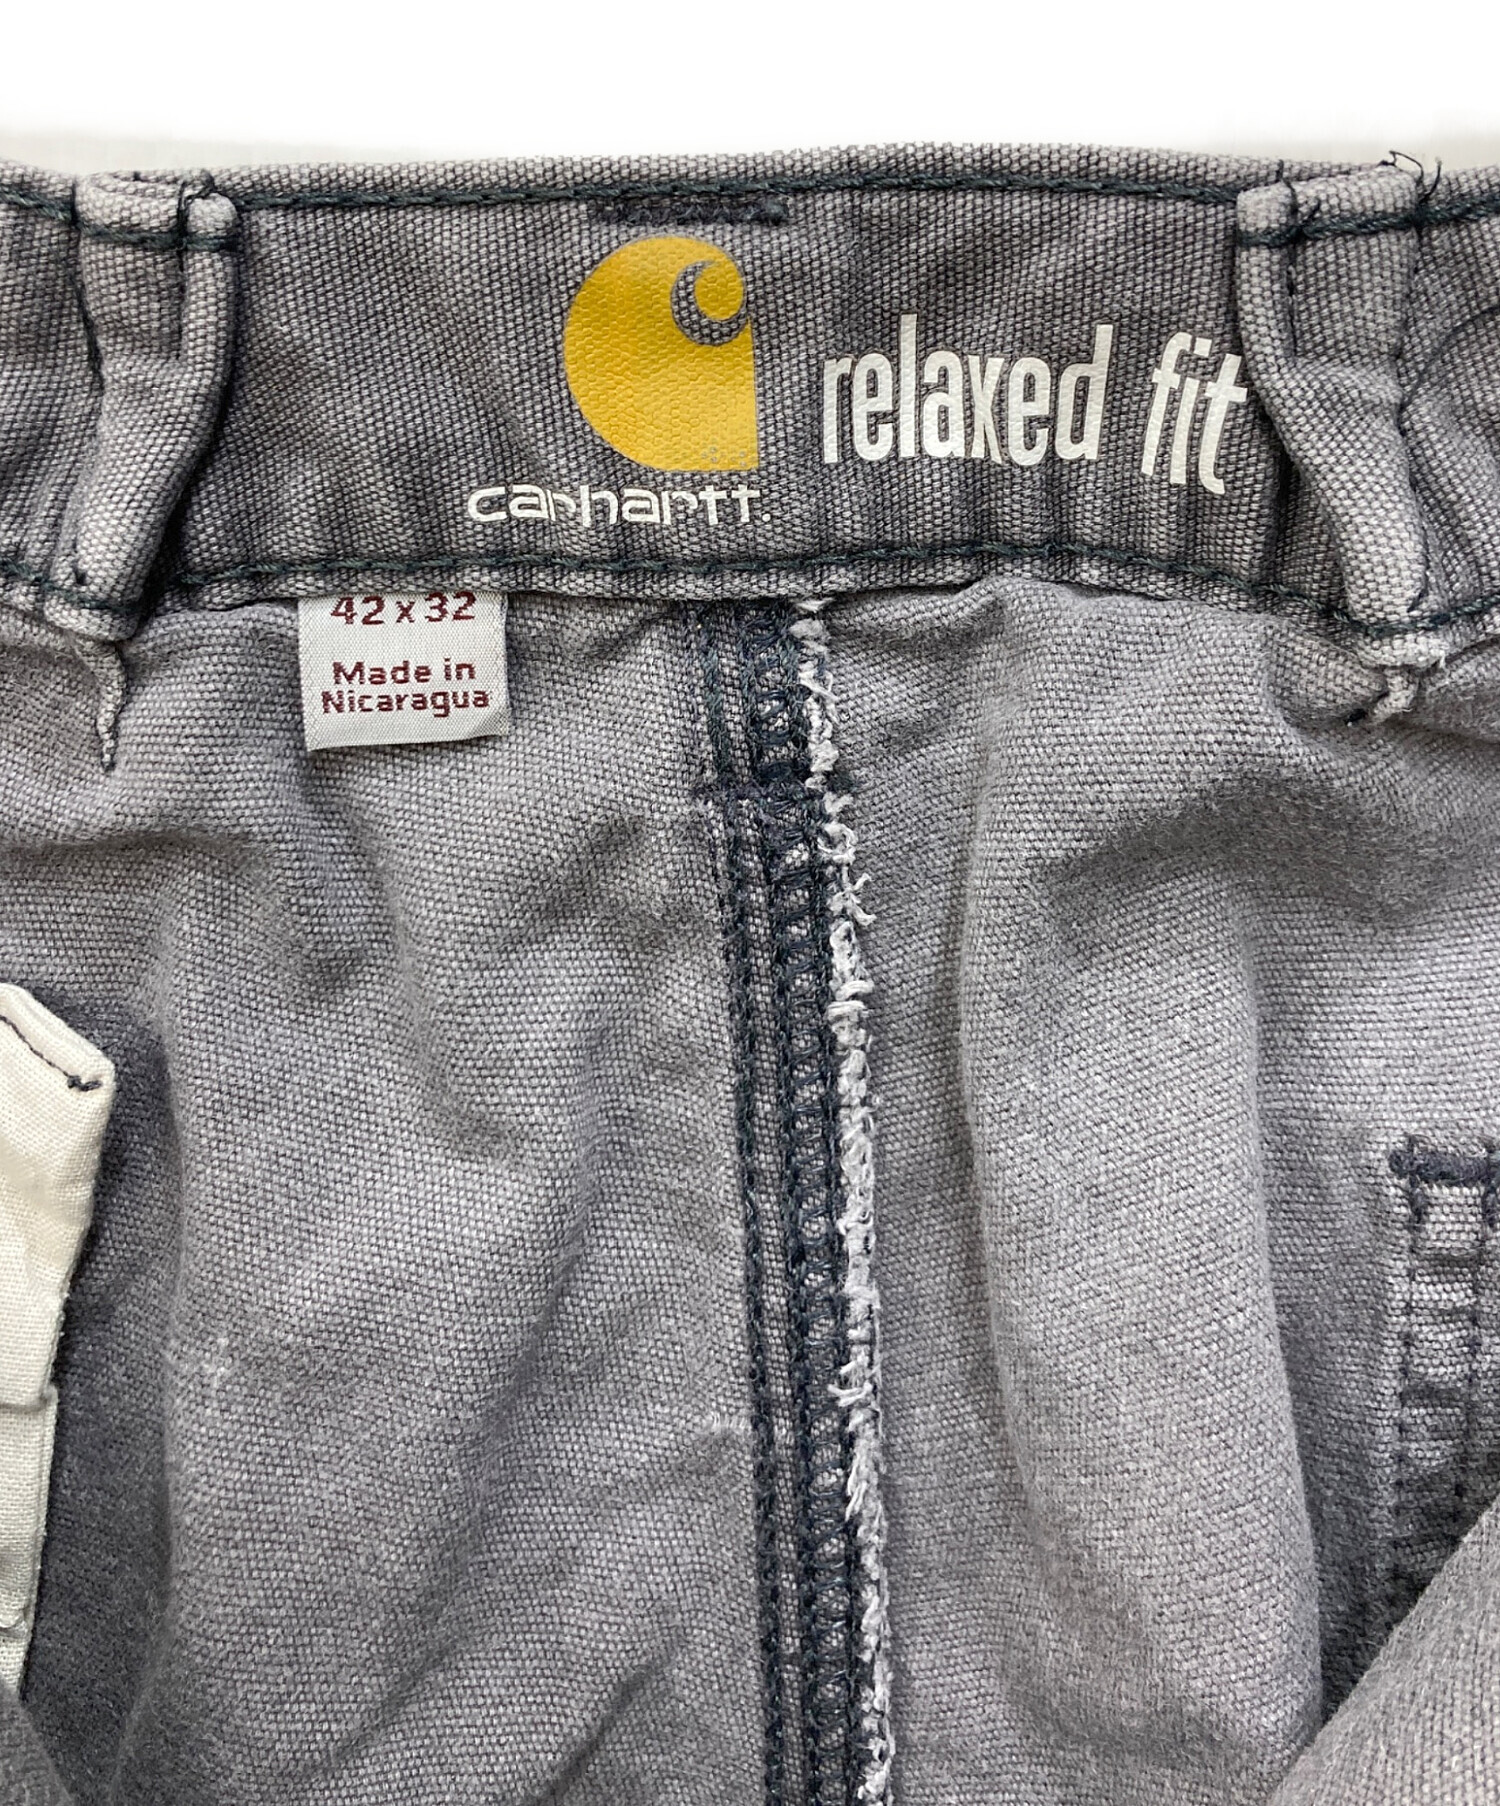 relaxed fit
carhartt.
42 x 32
Made in
Nicaragua